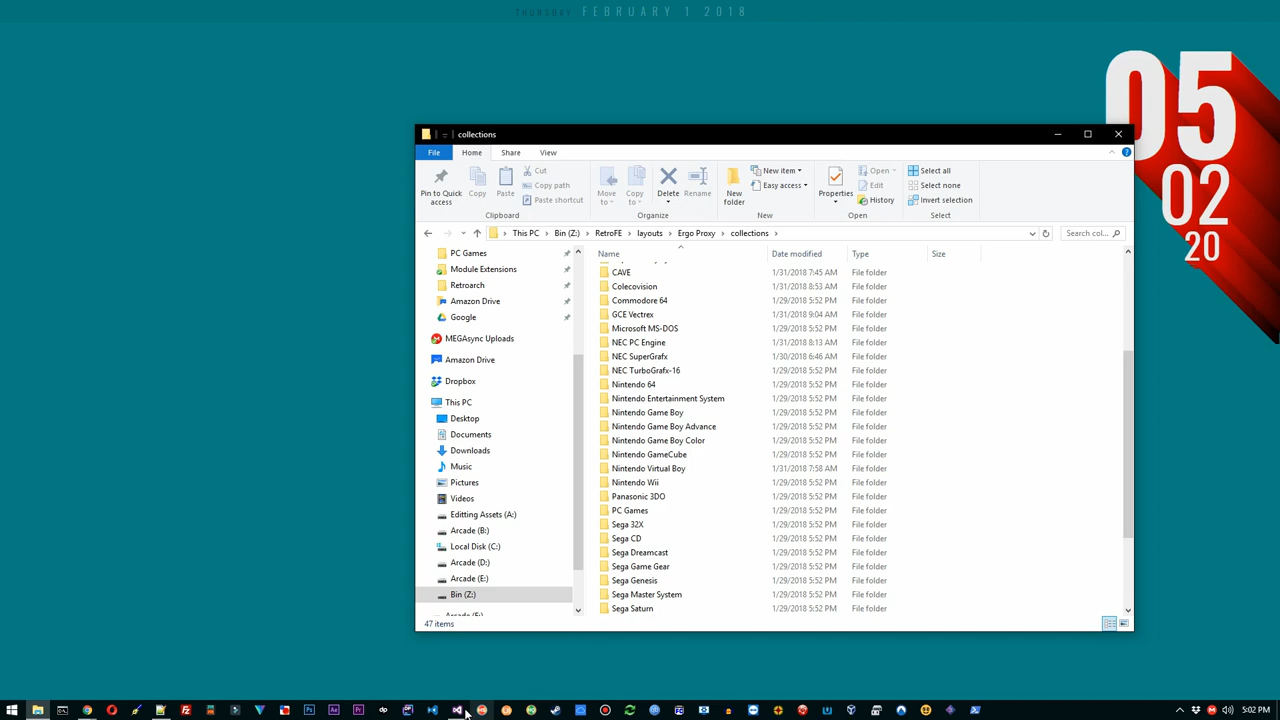 THURSDAY FEBRUARY 1 2018
05
02
20
collections
File Home Share View
Pin to Quick access
Copy
Paste
Cut
Copy path
Paste shortcut
Move to
Copy to
Delete
Rename
New folder
New item
Easy access
Properties
Open
Edit
History
Select all
Select none
Invert selection
Clipboard Organize New Open Select
This PC Bin (Z:) RetroFE layouts Ergo Proxy collections Search col...
Name Date modified Type Size
PC Games
Module Extensions
Retroarch
Amazon Drive
Google
MEGAsync Uploads
Amazon Drive
Dropbox
This PC
Desktop
Documents
Downloads
Music
Pictures
Videos
Editting Assets (A:)
Arcade (B:)
Local Disk (C:)
Arcade (D:)
Arcade (E:)
Bin (Z:)
CAVE 1/31/2018 7:45 AM File folder
Colecovision 1/31/2018 8:53 AM File folder
Commodore 64 1/29/2018 5:52 PM File folder
GCE Vectrex 1/31/2018 9:04 AM File folder
Microsoft MS-DOS 1/29/2018 5:52 PM File folder
NEC PC Engine 1/31/2018 8:13 AM File folder
NEC SuperGrafx 1/30/2018 6:46 AM File folder
NEC TurboGrafx-16 1/29/2018 5:52 PM File folder
Nintendo 64 1/29/2018 5:52 PM File folder
Nintendo Entertainment System 1/29/2018 5:52 PM File folder
Nintendo Game Boy 1/29/2018 5:52 PM File folder
Nintendo Game Boy Advance 1/29/2018 5:52 PM File folder
Nintendo Game Boy Color 1/29/2018 5:52 PM File folder
Nintendo GameCube 1/29/2018 5:52 PM File folder
Nintendo Virtual Boy 1/31/2018 7:58 AM File folder
Nintendo Wii 1/29/2018 5:52 PM File folder
Panasonic 3DO 1/29/2018 5:52 PM File folder
PC Games 1/29/2018 5:52 PM File folder
Sega 32X 1/29/2018 5:52 PM File folder
Sega CD 1/29/2018 5:52 PM File folder
Sega Dreamcast 1/29/2018 5:52 PM File folder
Sega Game Gear 1/29/2018 5:52 PM File folder
Sega Genesis 1/29/2018 5:52 PM File folder
Sega Master System 1/29/2018 5:52 PM File folder
Sega Saturn 1/29/2018 5:52 PM File folder
47 items
5:02 PM